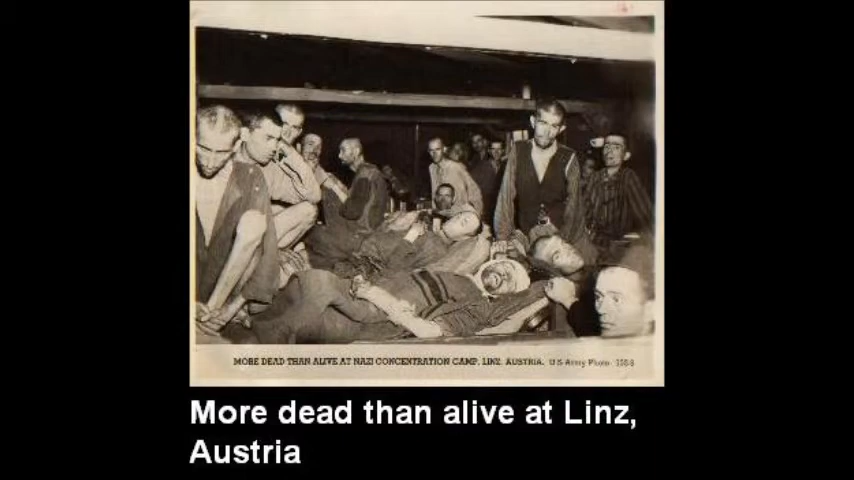 MORE DEAD THAN ALIVE AT NAZI CONCENTRATION CAMP, LINZ, AUSTRIA. U S Army Photo
More dead than alive at Linz,
Austria